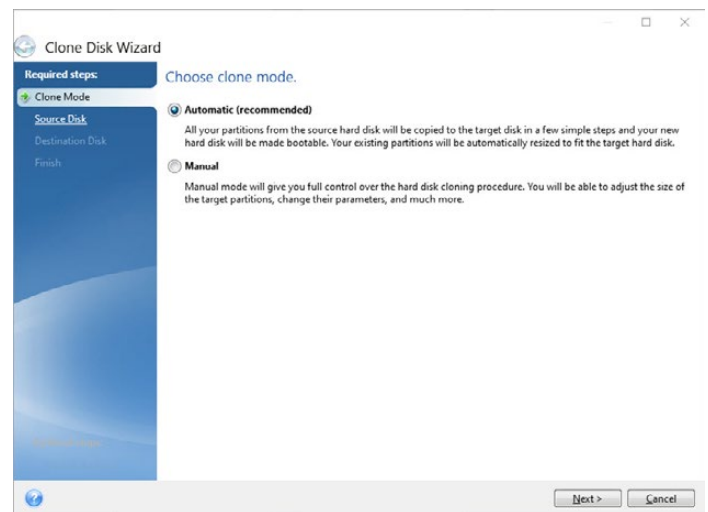 Clone Disk Wizard
Required steps:
Clone Mode
Source Disk
Destination Disk
Finish
Choose clone mode.
Automatic (recommended)
All your partitions from the source hard disk will be copied to the target disk in a few simple steps and your new
hard disk will be made bootable. Your existing partitions will be automatically resized to fit the target hard disk.
Manual
Manual mode will give you full control over the hard disk cloning procedure. You will be able to adjust the size of
the target partitions, change their parameters, and much more.
Next >
Cancel